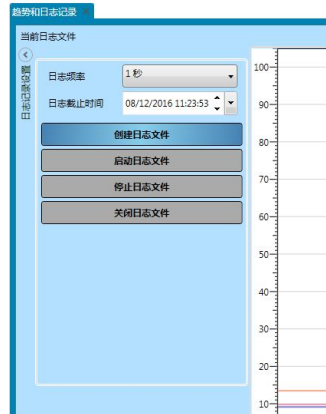 趋势和日志记录
当前日志文件
日志记录设置
日志频率
1 秒
日志截止时间
08/12/2016 11:23:53
创建日志文件
启动日志文件
停止日志文件
关闭日志文件
100
90
80
70
60
50
40
30
20
10